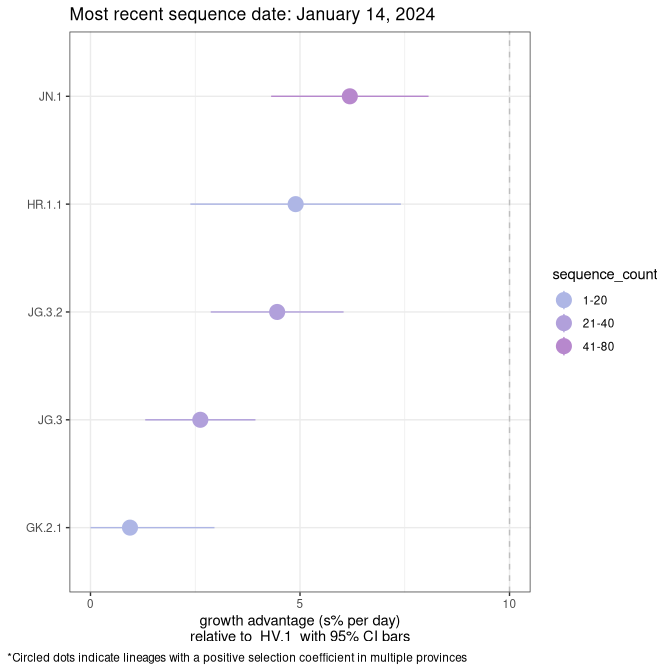 Most recent sequence date: January 14, 2024
JN.1
HR.1.1
JG.3.2
JG.3
GK.2.1
sequence_count
1-20
21-40
41-80
0
5
10
growth advantage (s% per day)
relative to HV.1 with 95% CI bars
*Circled dots indicate lineages with a positive selection coefficient in multiple provinces